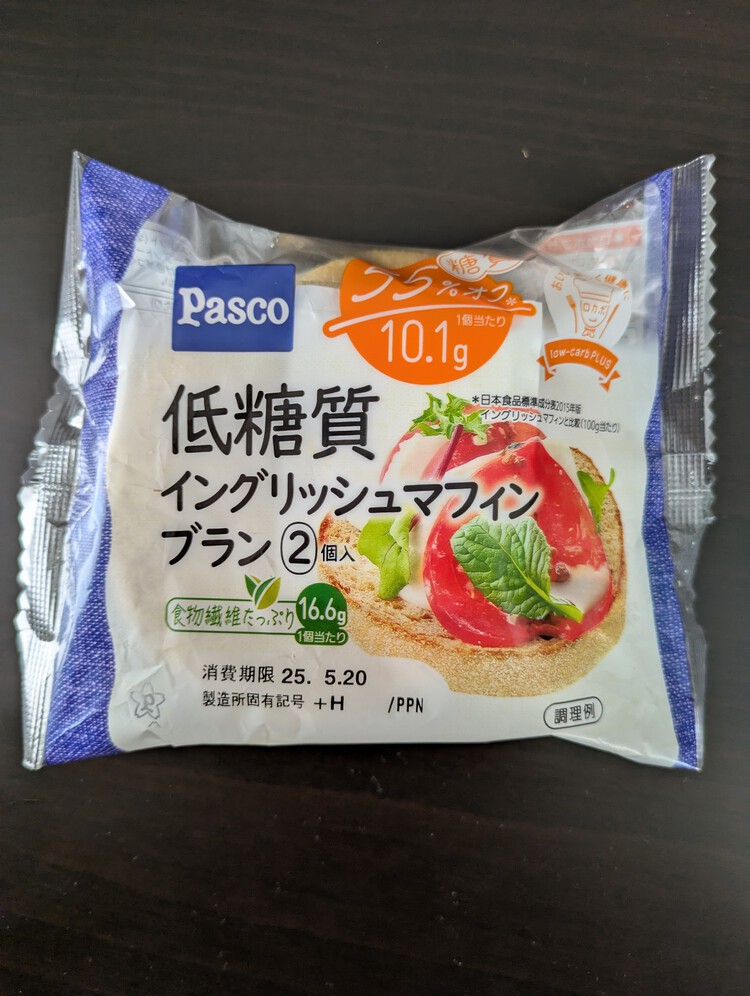 Pasco
糖質
55%オフ*
1個当たり
10.1g
ロカボ
low-carb PLUS
*日本食品標準成分表2015年版
イングリッシュマフィンと比較(100g当たり)
低糖質
イングリッシュマフィン
ブラン②個入
食物繊維たっぷり 16.6g
1個当たり
消費期限 25. 5.20
製造所固有記号 +H /PPN
調理例